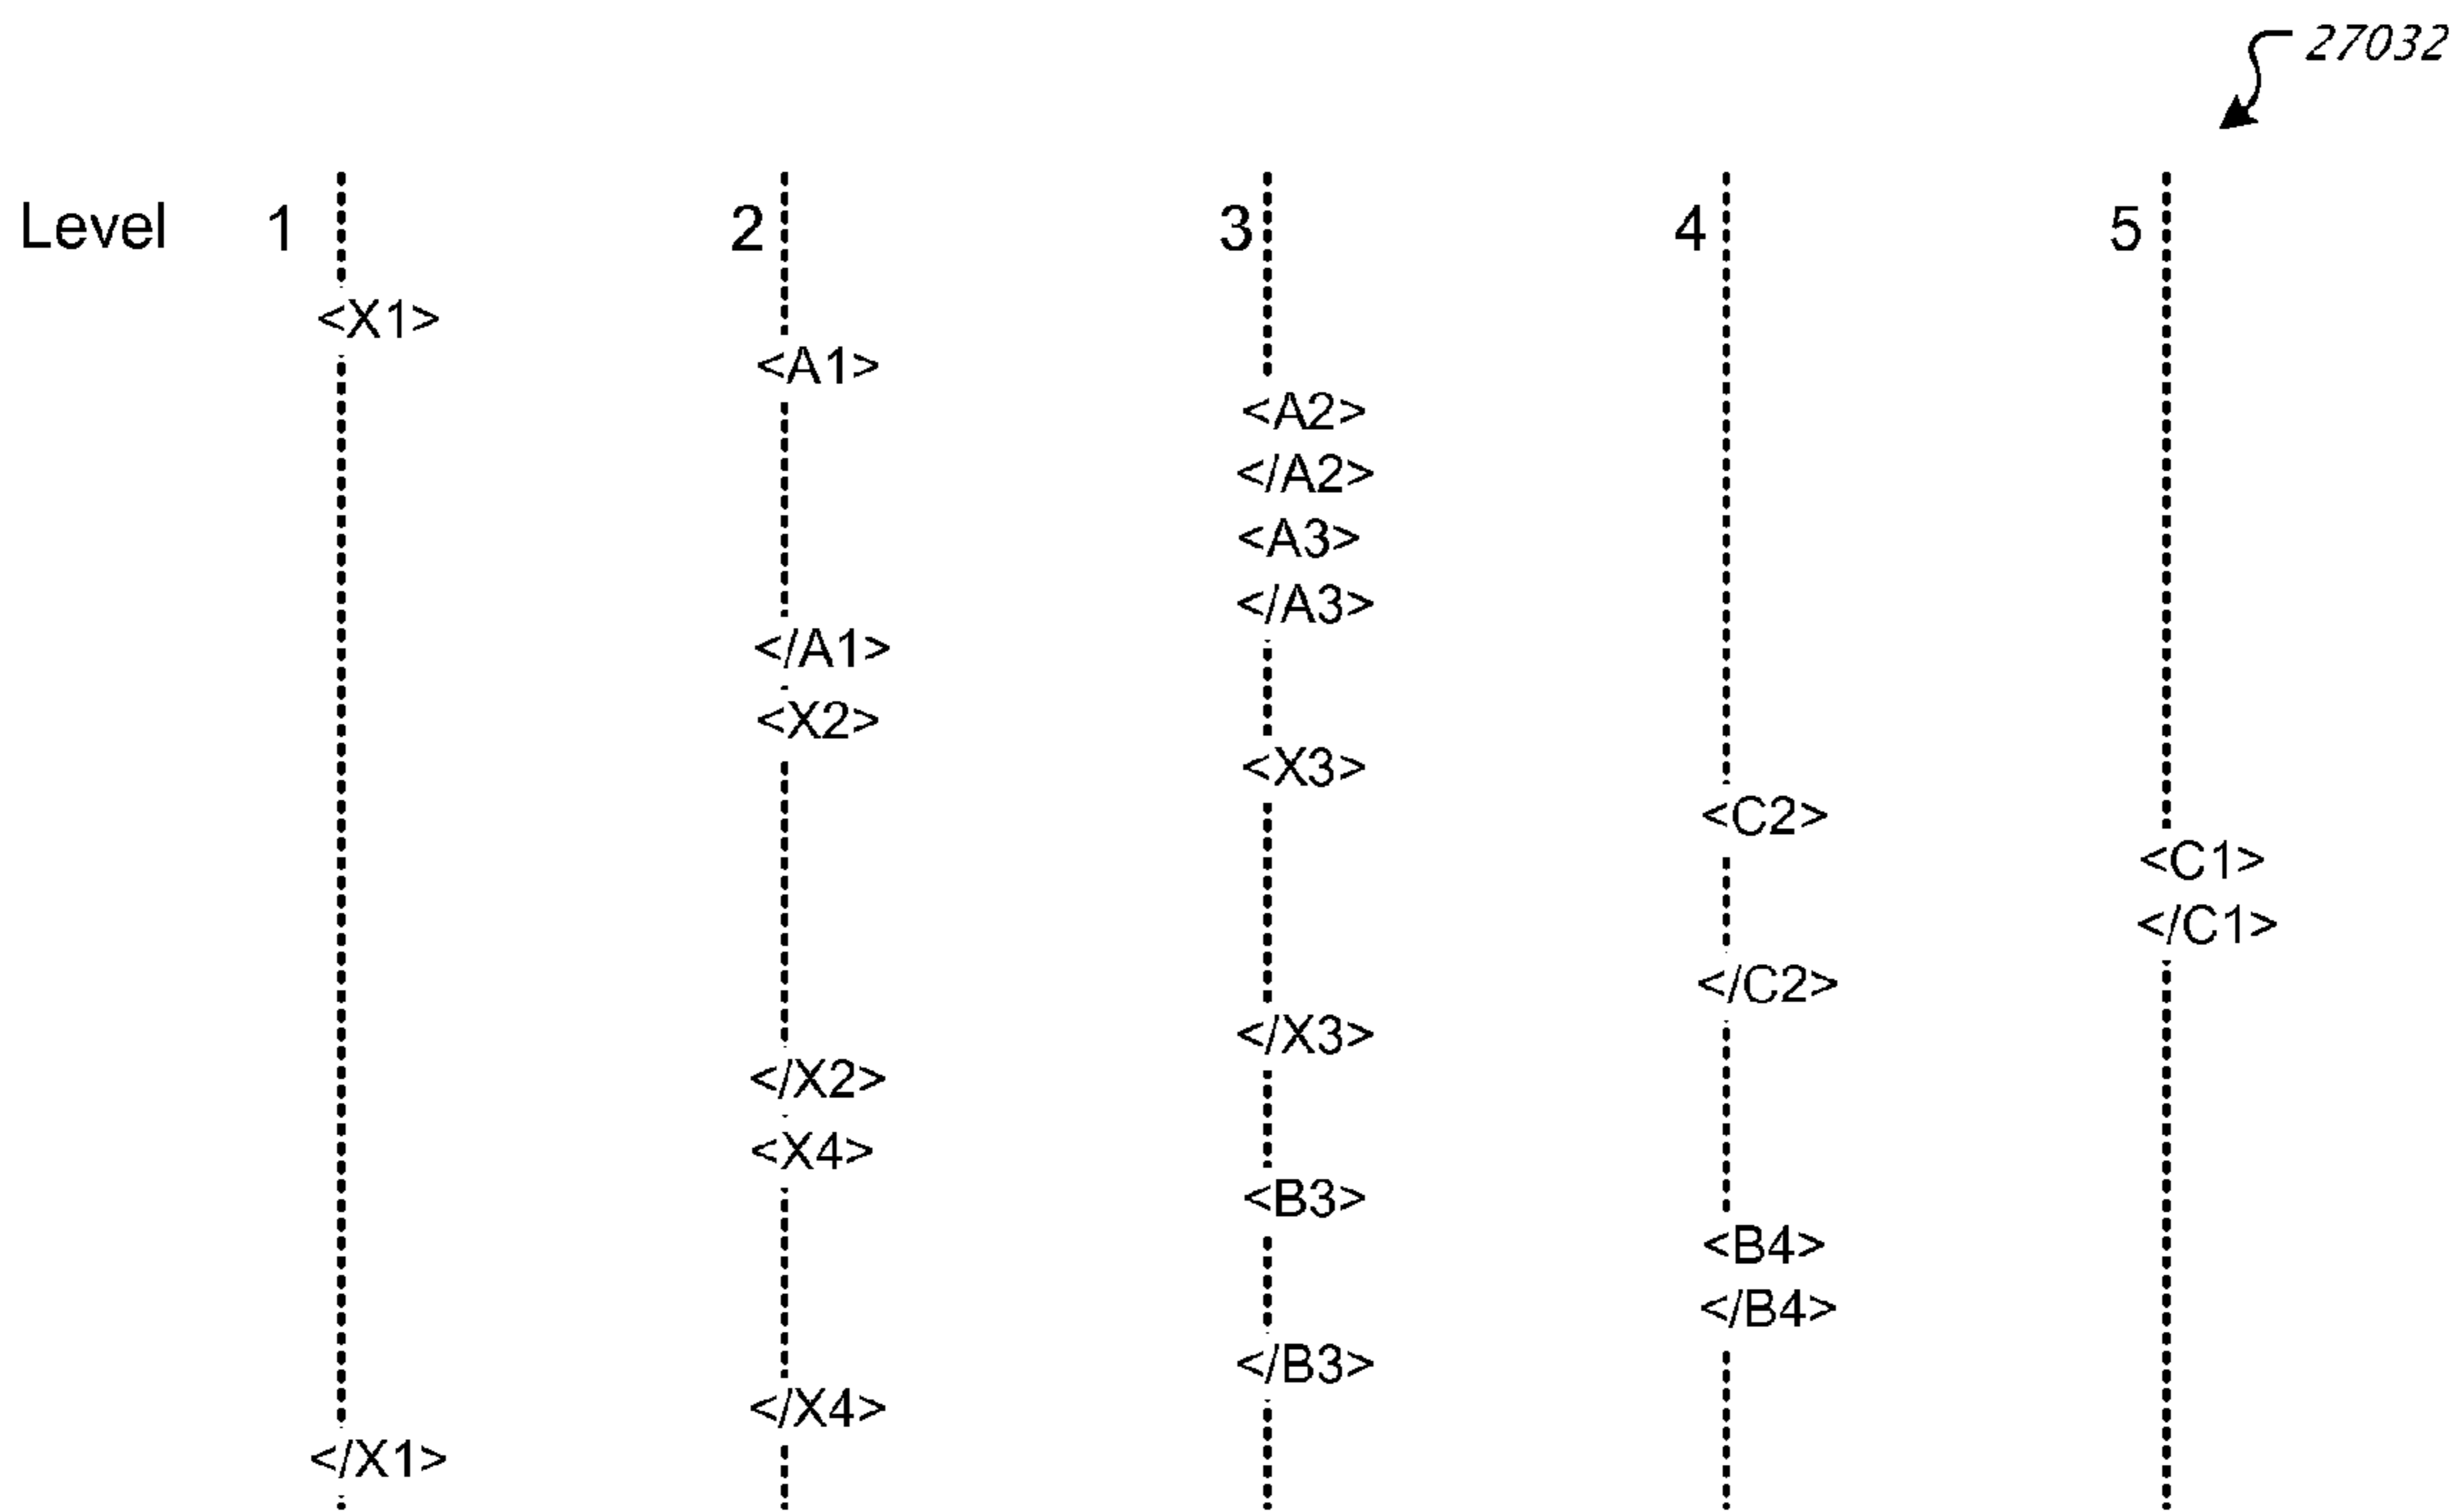 27032
Level 1 2 3 4 5
<X1>
<A1>
<A2>
</A2>
<A3>
</A3>
</A1>
<X2>
<X3>
<C2>
<C1>
</C1>
</C2>
</X3>
</X2>
<X4>
<B3>
<B4>
</B4>
</B3>
</X4>
</X1>